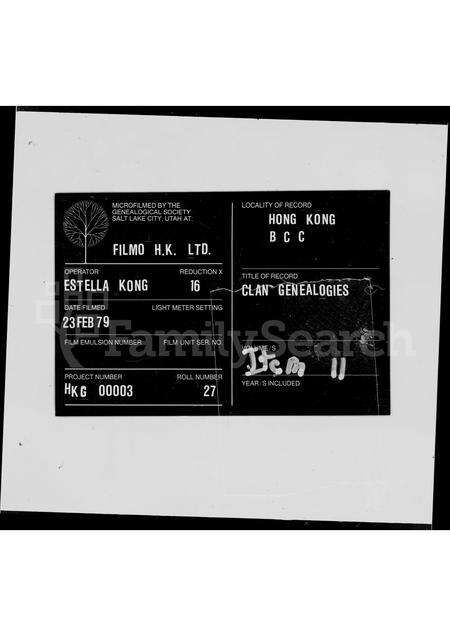 MICROFILMED BY THE
GENEALOGICAL SOCIETY
SALT LAKE CITY, UTAH AT:
FILMO H.K. LTD.
OPERATOR REDUCTION X
ESTELLA KONG 16
DATE FILMED LIGHT METER SETTING
23 FEB 79
FILM EMULSION NUMBER FILM UNIT SER. NO.
PROJECT NUMBER ROLL NUMBER
HKG 00003 27
LOCALITY OF RECORD
HONG KONG
B C C
TITLE OF RECORD
CLAN GENEALOGIES
VOLUME/S
Item 11
YEAR/S INCLUDED
FamilySearch